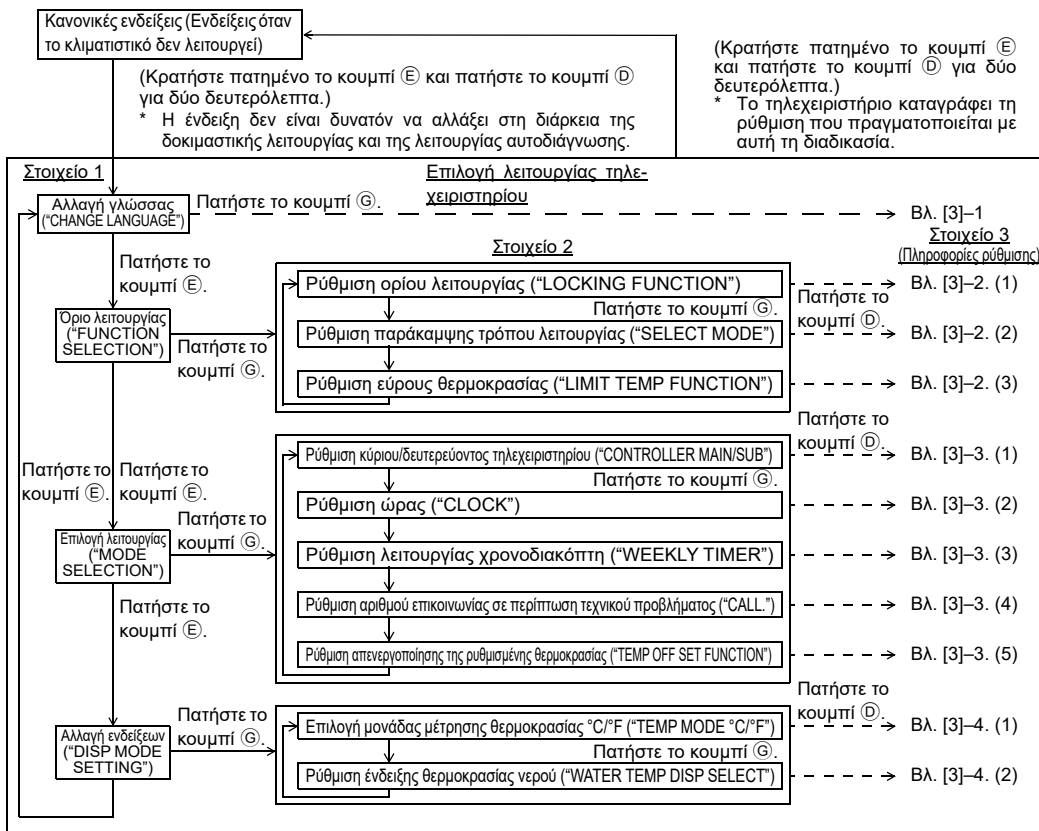 Κανονικές ενδείξεις (Ενδείξεις όταν
το κλιματιστικό δεν λειτουργεί)
(Κρατήστε πατημένο το κουμπί Ⓔ και πατήστε το κουμπί Ⓓ
για δύο δευτερόλεπτα.)
* Η ένδειξη δεν είναι δυνατόν να αλλάξει στη διάρκεια της
δοκιμαστικής λειτουργίας και της λειτουργίας αυτοδιάγνωσης.
(Κρατήστε πατημένο το κουμπί Ⓔ
και πατήστε το κουμπί Ⓓ για δύο
δευτερόλεπτα.)
* Το τηλεχειριστήριο καταγράφει τη
ρύθμιση που πραγματοποιείται με
αυτή τη διαδικασία.
Στοιχείο 1
Επιλογή λειτουργίας τηλε-
χειριστηρίου
Αλλαγή γλώσσας
(“CHANGE LANGUAGE”)
Πατήστε το κουμπί Ⓖ.
Βλ. [3]–1
Στοιχείο 2
Στοιχείο 3
(Πληροφορίες ρύθμισης)
Πατήστε το
κουμπί Ⓔ.
Όριο λειτουργίας
(“FUNCTION
SELECTION”)
Πατήστε το
κουμπί Ⓖ.
Ρύθμιση ορίου λειτουργίας (“LOCKING FUNCTION”)
Πατήστε το κουμπί Ⓖ.
Πατήστε το
κουμπί Ⓓ.
Βλ. [3]–2. (1)
Ρύθμιση παράκαμψης τρόπου λειτουργίας (“SELECT MODE”)
Βλ. [3]–2. (2)
Ρύθμιση εύρους θερμοκρασίας (“LIMIT TEMP FUNCTION”)
Βλ. [3]–2. (3)
Πατήστε το
κουμπί Ⓔ.
Πατήστε το
κουμπί Ⓔ.
Επιλογή λειτουργίας
(“MODE
SELECTION”)
Πατήστε το
κουμπί Ⓖ.
Πατήστε το
κουμπί Ⓓ.
Ρύθμιση κύριου/δευτερεύοντος τηλεχειριστηρίου (“CONTROLLER MAIN/SUB”)
Βλ. [3]–3. (1)
Πατήστε το κουμπί Ⓖ.
Ρύθμιση ώρας (“CLOCK”)
Βλ. [3]–3. (2)
Ρύθμιση λειτουργίας χρονοδιακόπτη (“WEEKLY TIMER”)
Βλ. [3]–3. (3)
Ρύθμιση αριθμού επικοινωνίας σε περίπτωση τεχνικού προβλήματος (“CALL.”)
Βλ. [3]–3. (4)
Ρύθμιση απενεργοποίησης της ρυθμισμένης θερμοκρασίας (“TEMP OFF SET FUNCTION”)
Βλ. [3]–3. (5)
Πατήστε το
κουμπί Ⓔ.
Αλλαγή ενδείξεων
(“DISP MODE
SETTING”)
Πατήστε το
κουμπί Ⓖ.
Πατήστε το
κουμπί Ⓓ.
Επιλογή μονάδας μέτρησης θερμοκρασίας °C/°F (“TEMP MODE °C/°F”)
Βλ. [3]–4. (1)
Πατήστε το κουμπί Ⓖ.
Ρύθμιση ένδειξης θερμοκρασίας νερού (“WATER TEMP DISP SELECT”)
Βλ. [3]–4. (2)